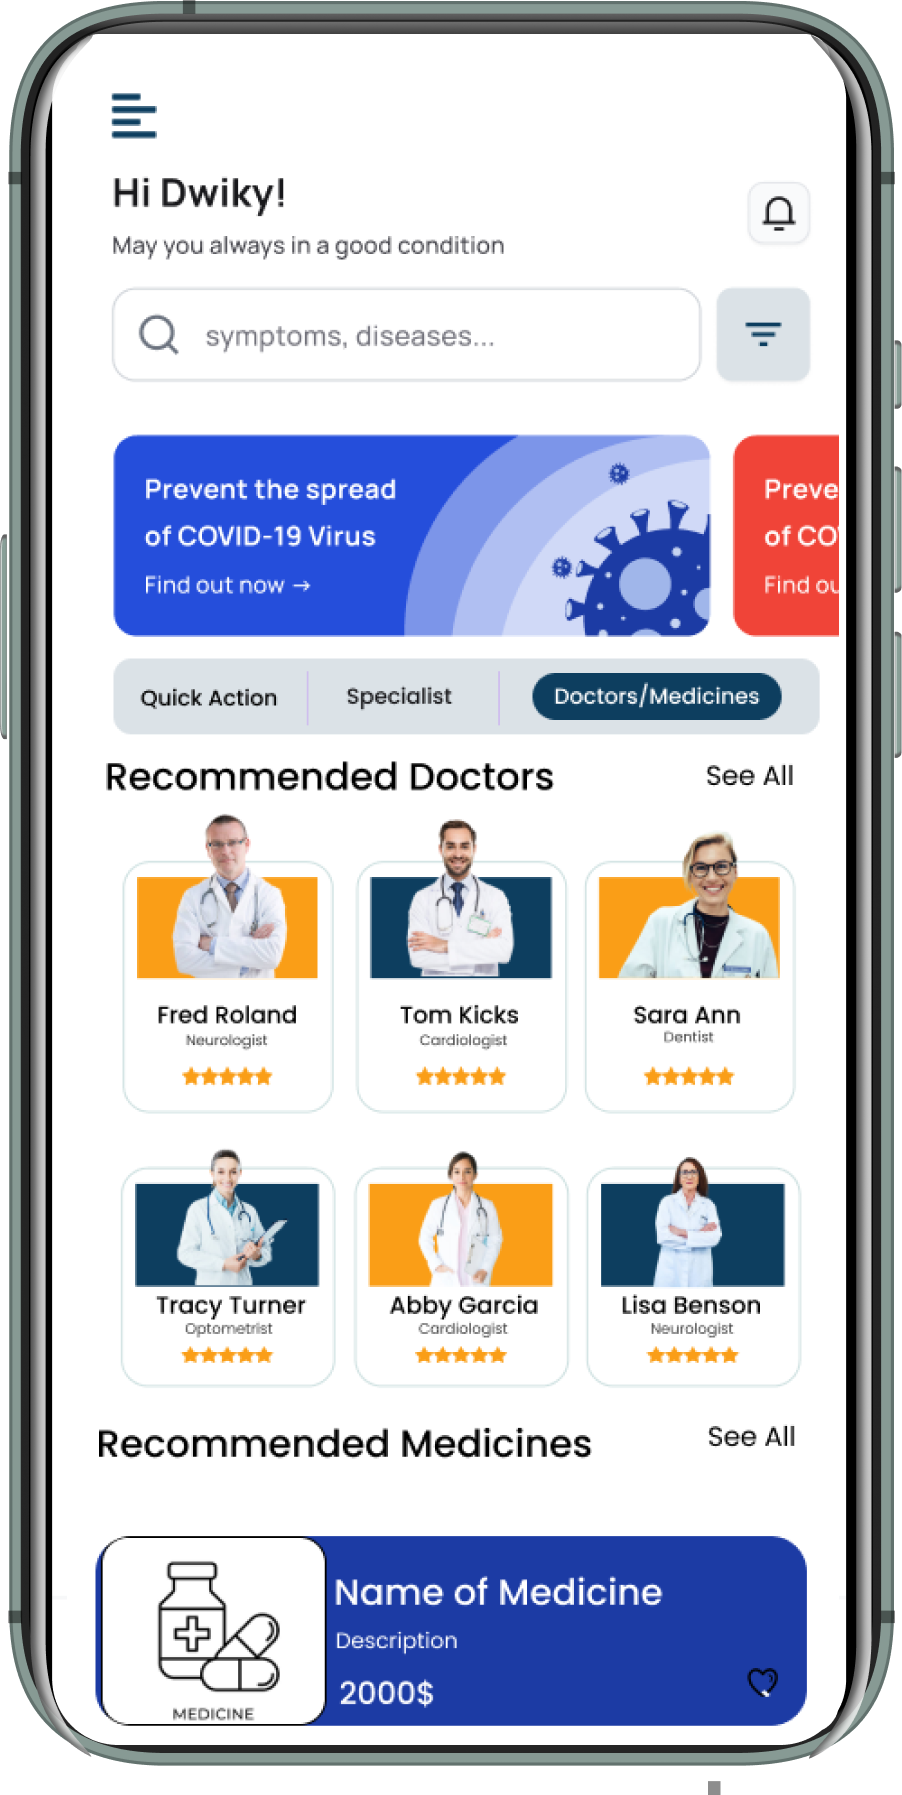 Hi Dwiky!
May you always in a good condition
symptoms, diseases...
Prevent the spread
of COVID-19 Virus
Find out now →
Preve
of CO
Find ou
Quick Action
Specialist
Doctors/Medicines
Recommended Doctors
See All
Fred Roland
Neurologist
Tom Kicks
Cardiologist
Sara Ann
Dentist
Tracy Turner
Optometrist
Abby Garcia
Cardiologist
Lisa Benson
Neurologist
Recommended Medicines
See All
MEDICINE
Name of Medicine
Description
2000$